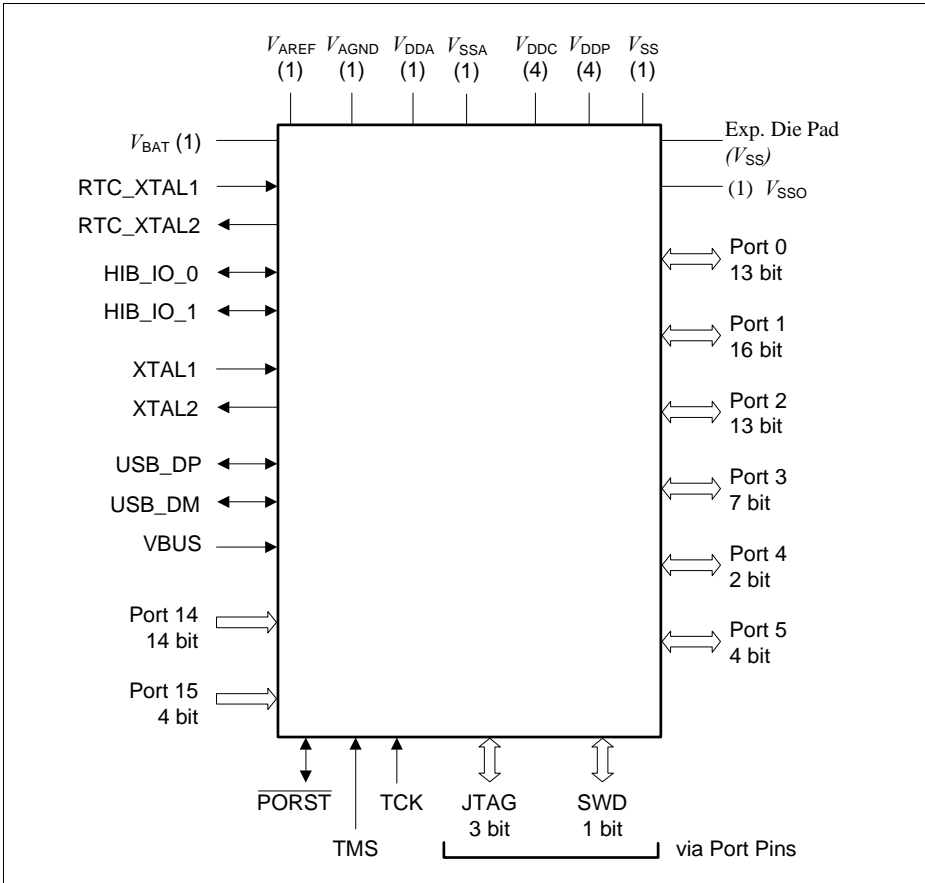 VAREF VAGND VDDA VSSA VDDC VDDP VSS
(1) (1) (1) (1) (4) (4) (1)
VBAT (1)
RTC_XTAL1
RTC_XTAL2
HIB_IO_0
HIB_IO_1
XTAL1
XTAL2
USB_DP
USB_DM
VBUS
Port 14
14 bit
Port 15
4 bit
Exp. Die Pad
(VSS)
(1) VSSO
Port 0
13 bit
Port 1
16 bit
Port 2
13 bit
Port 3
7 bit
Port 4
2 bit
Port 5
4 bit
PORST
TMS
TCK
JTAG
3 bit
SWD
1 bit
via Port Pins